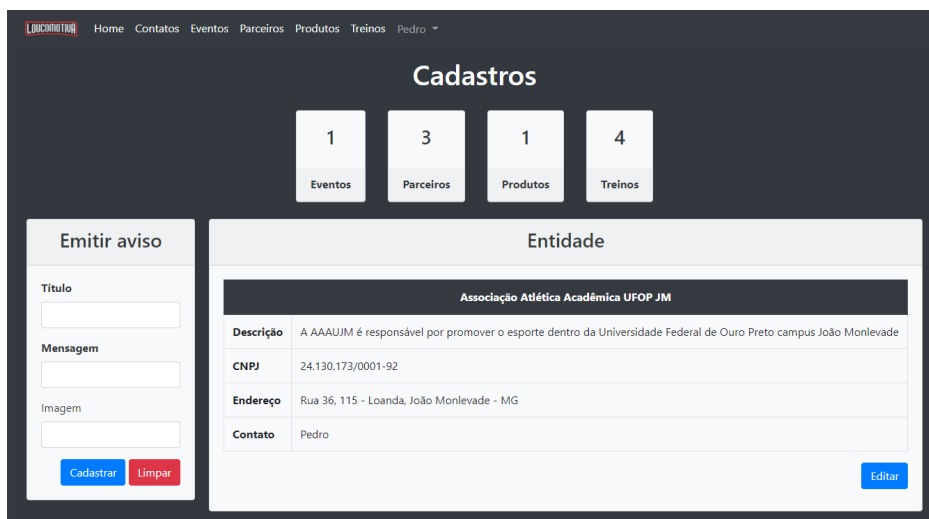 LOUCOMOTIVA Home Contatos Eventos Parceiros Produtos Treinos Pedro
Cadastros
1 3 1 4
Eventos Parceiros Produtos Treinos
Emitir aviso
Título
Mensagem
Imagem
Cadastrar Limpar
Entidade
Associação Atlética Acadêmica UFOP JM
Descrição A AAAUJM é responsável por promover o esporte dentro da Universidade Federal de Ouro Preto campus João Monlevade
CNPJ 24.130.173/0001-92
Endereço Rua 36, 115 - Loanda, João Monlevade - MG
Contato Pedro
Editar